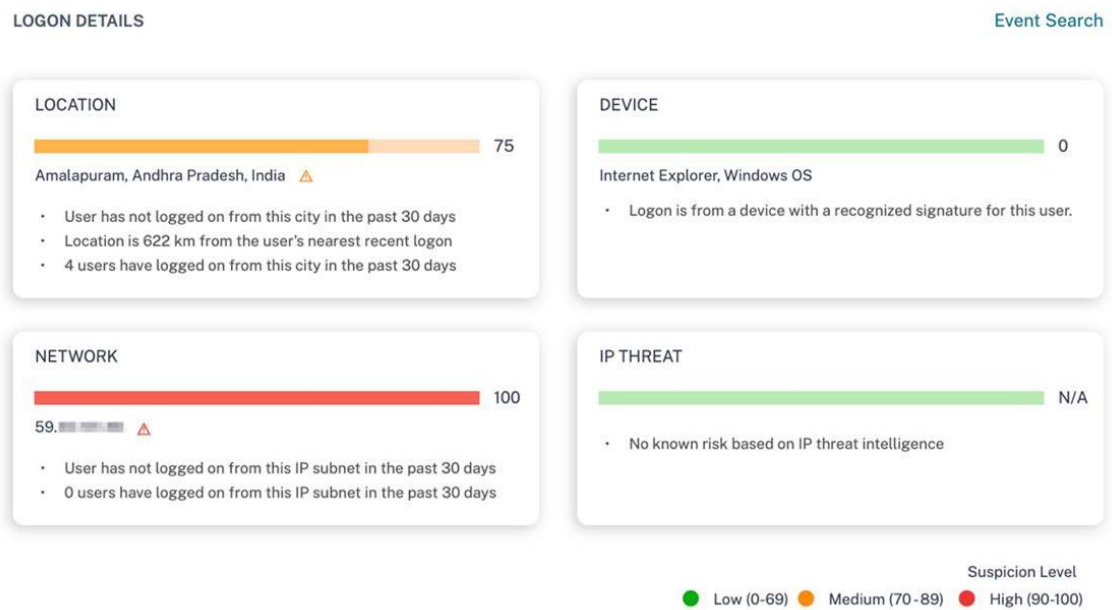 LOGON DETAILS
Event Search
LOCATION
75
Amalapuram, Andhra Pradesh, India
• User has not logged on from this city in the past 30 days
• Location is 622 km from the user's nearest recent logon
• 4 users have logged on from this city in the past 30 days
DEVICE
0
Internet Explorer, Windows OS
• Logon is from a device with a recognized signature for this user.
NETWORK
100
59.
• User has not logged on from this IP subnet in the past 30 days
• 0 users have logged on from this IP subnet in the past 30 days
IP THREAT
N/A
• No known risk based on IP threat intelligence
Suspicion Level
Low (0-69) Medium (70-89) High (90-100)